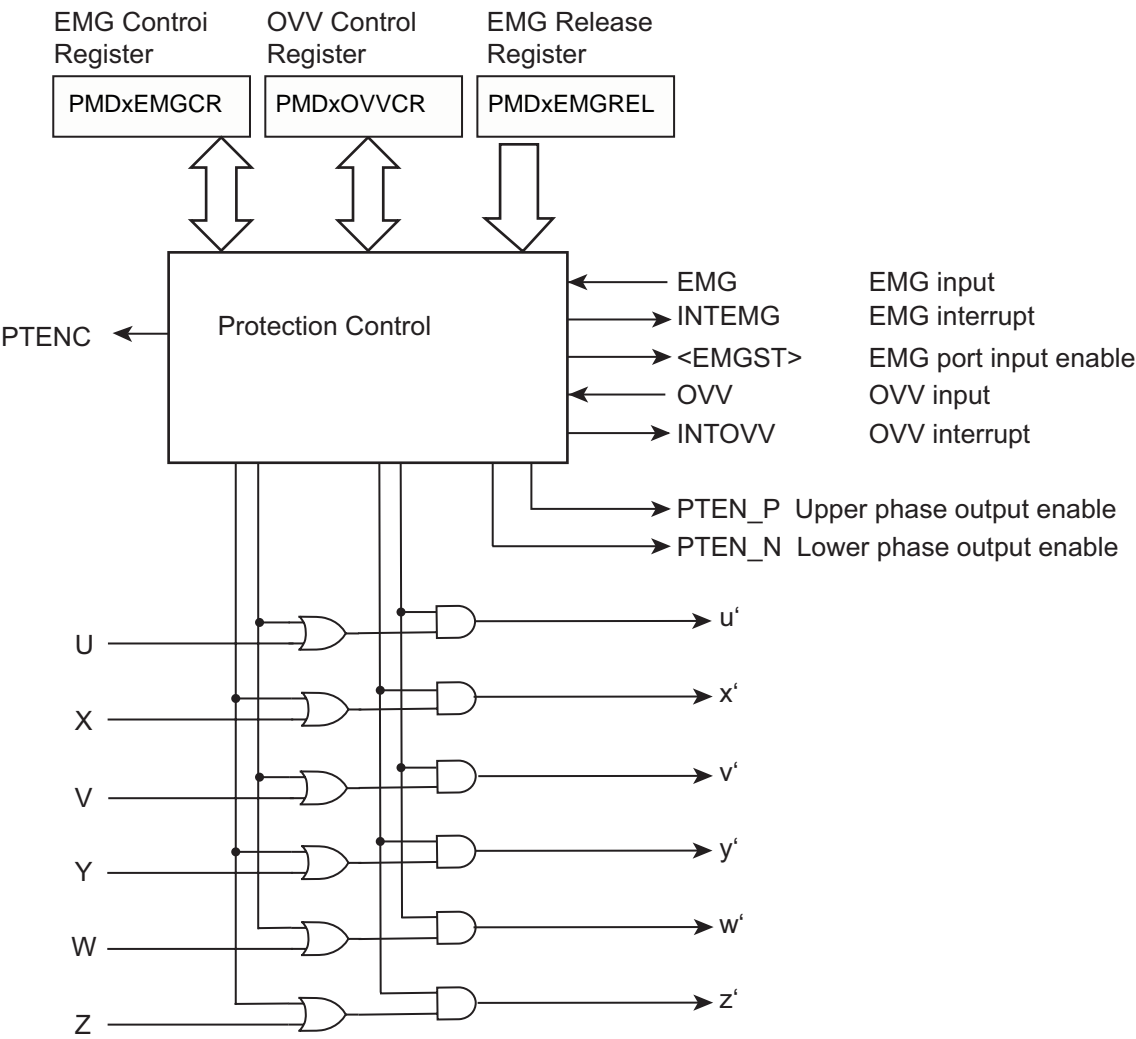 EMG Controi
Register
OVV Control
Register
EMG Release
Register
PMDxEMGCR
PMDxOVVCR
PMDxEMGREL
Protection Control
PTENC
EMG EMG input
INTEMG EMG interrupt
<EMGST> EMG port input enable
OVV OVV input
INTOVV OVV interrupt
PTEN_P Upper phase output enable
PTEN_N Lower phase output enable
U u‘
X x‘
V v‘
Y y‘
W w‘
Z z‘